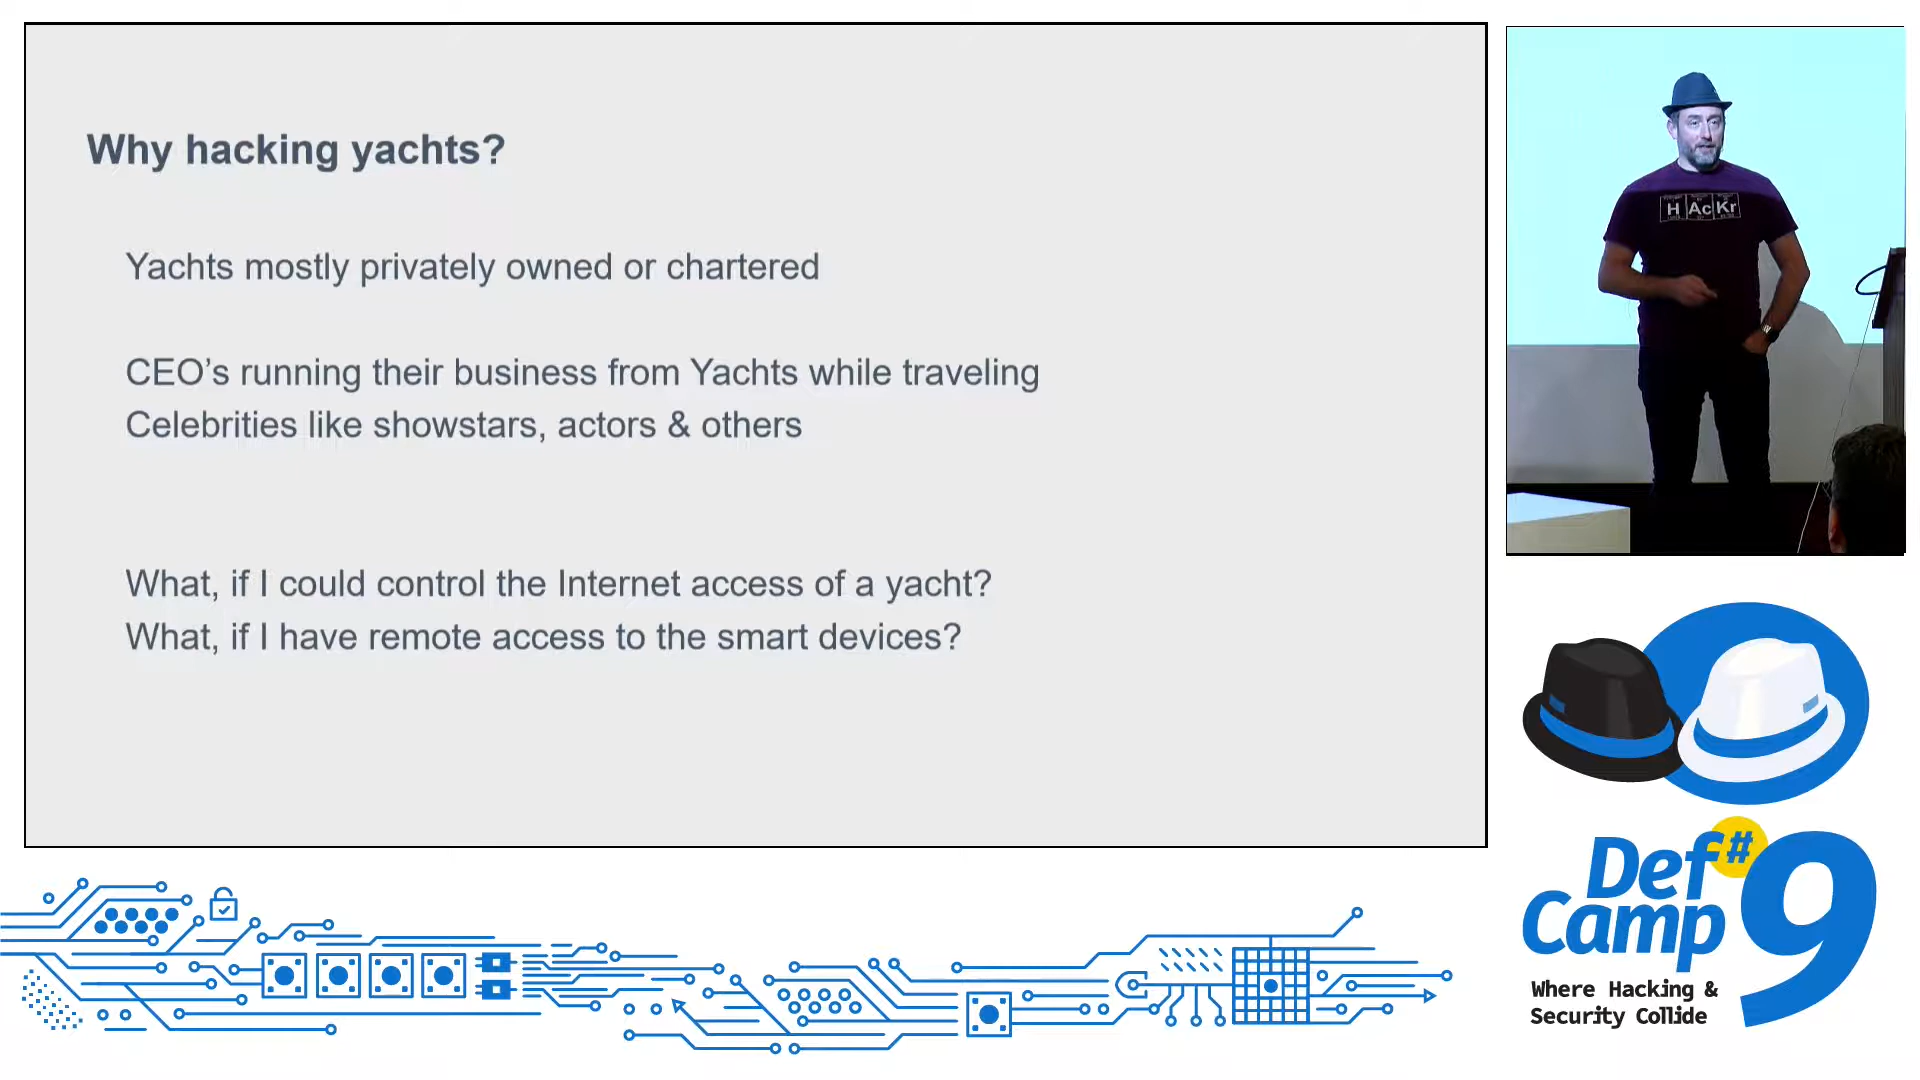 Why hacking yachts?
Yachts mostly privately owned or chartered
CEO’s running their business from Yachts while traveling
Celebrities like showstars, actors & others
What, if I could control the Internet access of a yacht?
What, if I have remote access to the smart devices?
H Ac Kr
Def#
Camp 9
Where Hacking &
Security Collide